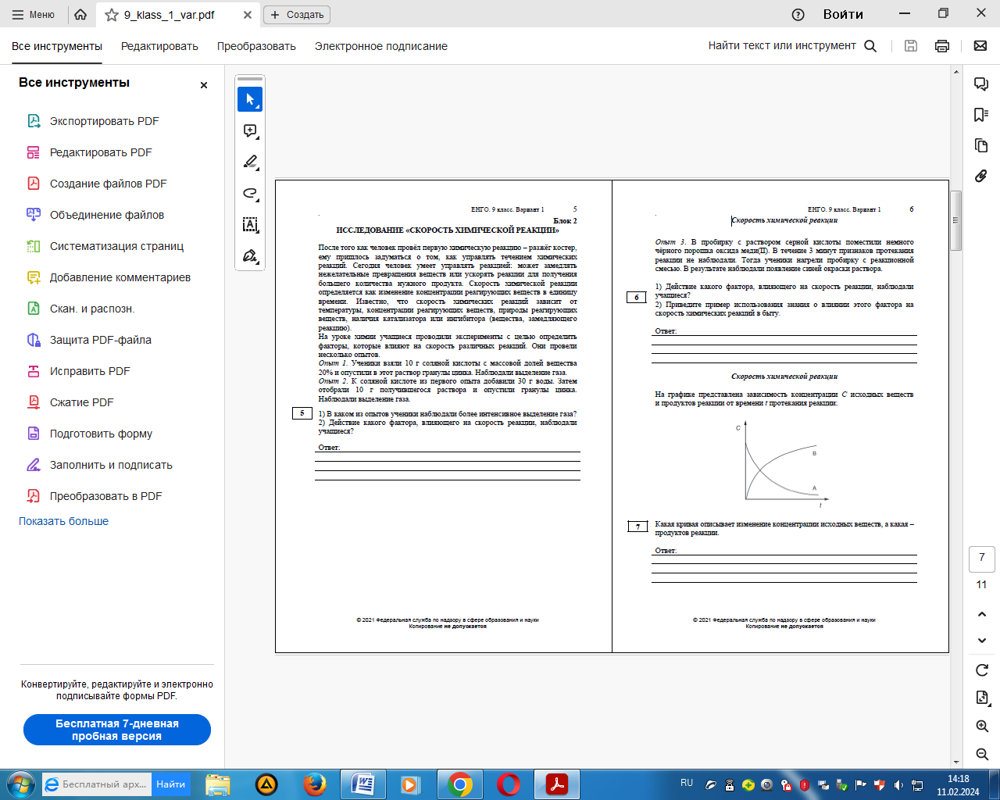 Меню
9_klass_1_var.pdf
Создать
Войти
Все инструменты
Редактировать
Преобразовать
Электронное подписание
Найти текст или инструмент
Все инструменты
Экспортировать PDF
Редактировать PDF
Создание файлов PDF
Объединение файлов
Систематизация страниц
Добавление комментариев
Скан. и распозн.
Защита PDF-файла
Исправить PDF
Сжатие PDF
Подготовить форму
Заполнить и подписать
Преобразовать в PDF
Показать больше
Конвертируйте, редактируйте и электронно
подписывайте формы PDF.
Бесплатная 7-дневная
пробная версия
ЕНГО. 9 класс. Вариант 1 5
Блок 2
ИССЛЕДОВАНИЕ «СКОРОСТЬ ХИМИЧЕСКОЙ РЕАКЦИИ»
После того как человек провёл первую химическую реакцию – разжёг костер,
ему пришлось задуматься о том, как управлять течением химических
реакций. Сегодня человек умеет управлять реакцией: может замедлять
нежелательные превращения веществ или ускорять реакции для получения
большего количества нужного продукта. Скорость химической реакции
определяется как изменение концентрации реагирующих веществ в единицу
времени. Известно, что скорость химических реакций зависит от
температуры, концентрации реагирующих веществ, природы реагирующих
веществ, наличия катализатора или ингибитора (вещества, замедляющего
реакцию).
На уроке химии учащиеся проводили эксперименты с целью определить
факторы, которые влияют на скорость различных реакций. Они провели
несколько опытов.
Опыт 1. Ученики взяли 10 г соляной кислоты с массовой долей вещества
20% и опустили в этот раствор гранулы цинка. Наблюдали выделение газа.
Опыт 2. К соляной кислоте из первого опыта добавили 30 г воды. Затем
отобрали 10 г получившегося раствора и опустили гранулы цинка.
Наблюдали выделение газа.
5
1) В каком из опытов ученики наблюдали более интенсивное выделение газа?
2) Действие какого фактора, влияющего на скорость реакции, наблюдали
учащиеся?
Ответ:
© 2021 Федеральная служба по надзору в сфере образования и науки
Копирование не допускается
ЕНГО. 9 класс. Вариант 1 6
Скорость химической реакции
Опыт 3. В пробирку с раствором серной кислоты поместили немного
чёрного порошка оксида меди(II). В течение 3 минут признаков протекания
реакции не наблюдали. Тогда ученики нагрели пробирку с реакционной
смесью. В результате наблюдали появление синей окраски раствора.
6
1) Действие какого фактора, влияющего на скорость реакции, наблюдали
учащиеся?
2) Приведите пример использования знания о влиянии этого фактора на
скорость химических реакций в быту.
Ответ:
Скорость химической реакции
На графике представлена зависимость концентрации C исходных веществ
и продуктов реакции от времени t протекания реакции:
C
B
A
t
7
Какая кривая описывает изменение концентрации исходных веществ, а какая –
продуктов реакции.
Ответ:
© 2021 Федеральная служба по надзору в сфере образования и науки
Копирование не допускается
7
11
Бесплатный арх...
Найти
RU
14:18
11.02.2024